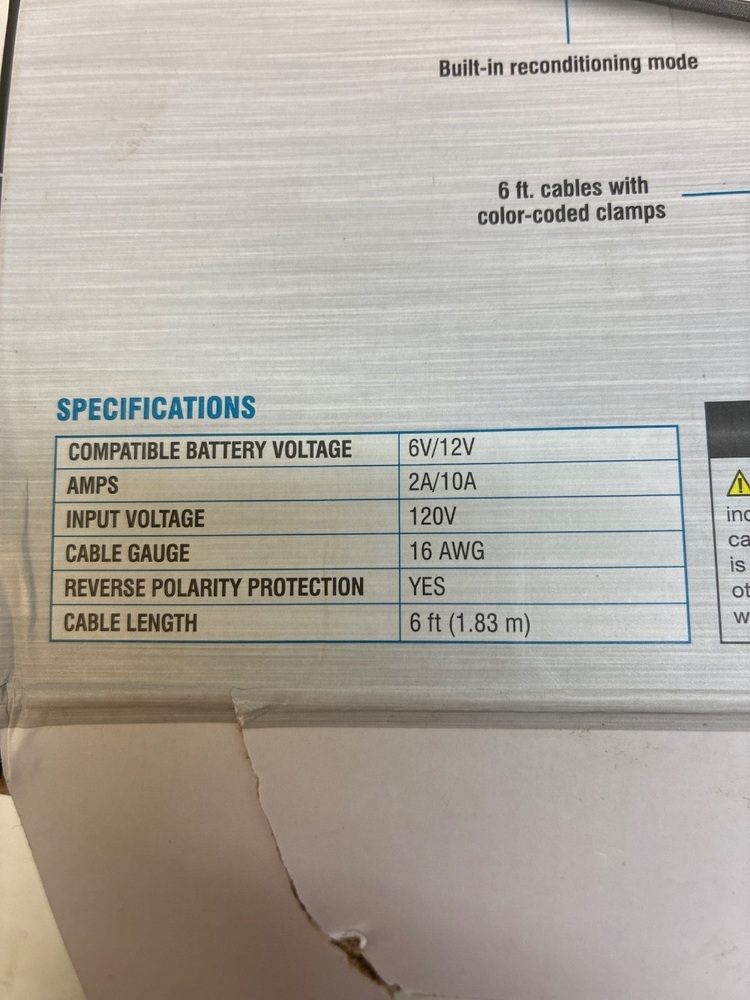 Built-in reconditioning mode
6 ft. cables with
color-coded clamps
SPECIFICATIONS
COMPATIBLE BATTERY VOLTAGE 6V/12V
AMPS 2A/10A
INPUT VOLTAGE 120V
CABLE GAUGE 16 AWG
REVERSE POLARITY PROTECTION YES
CABLE LENGTH 6 ft (1.83 m)
is